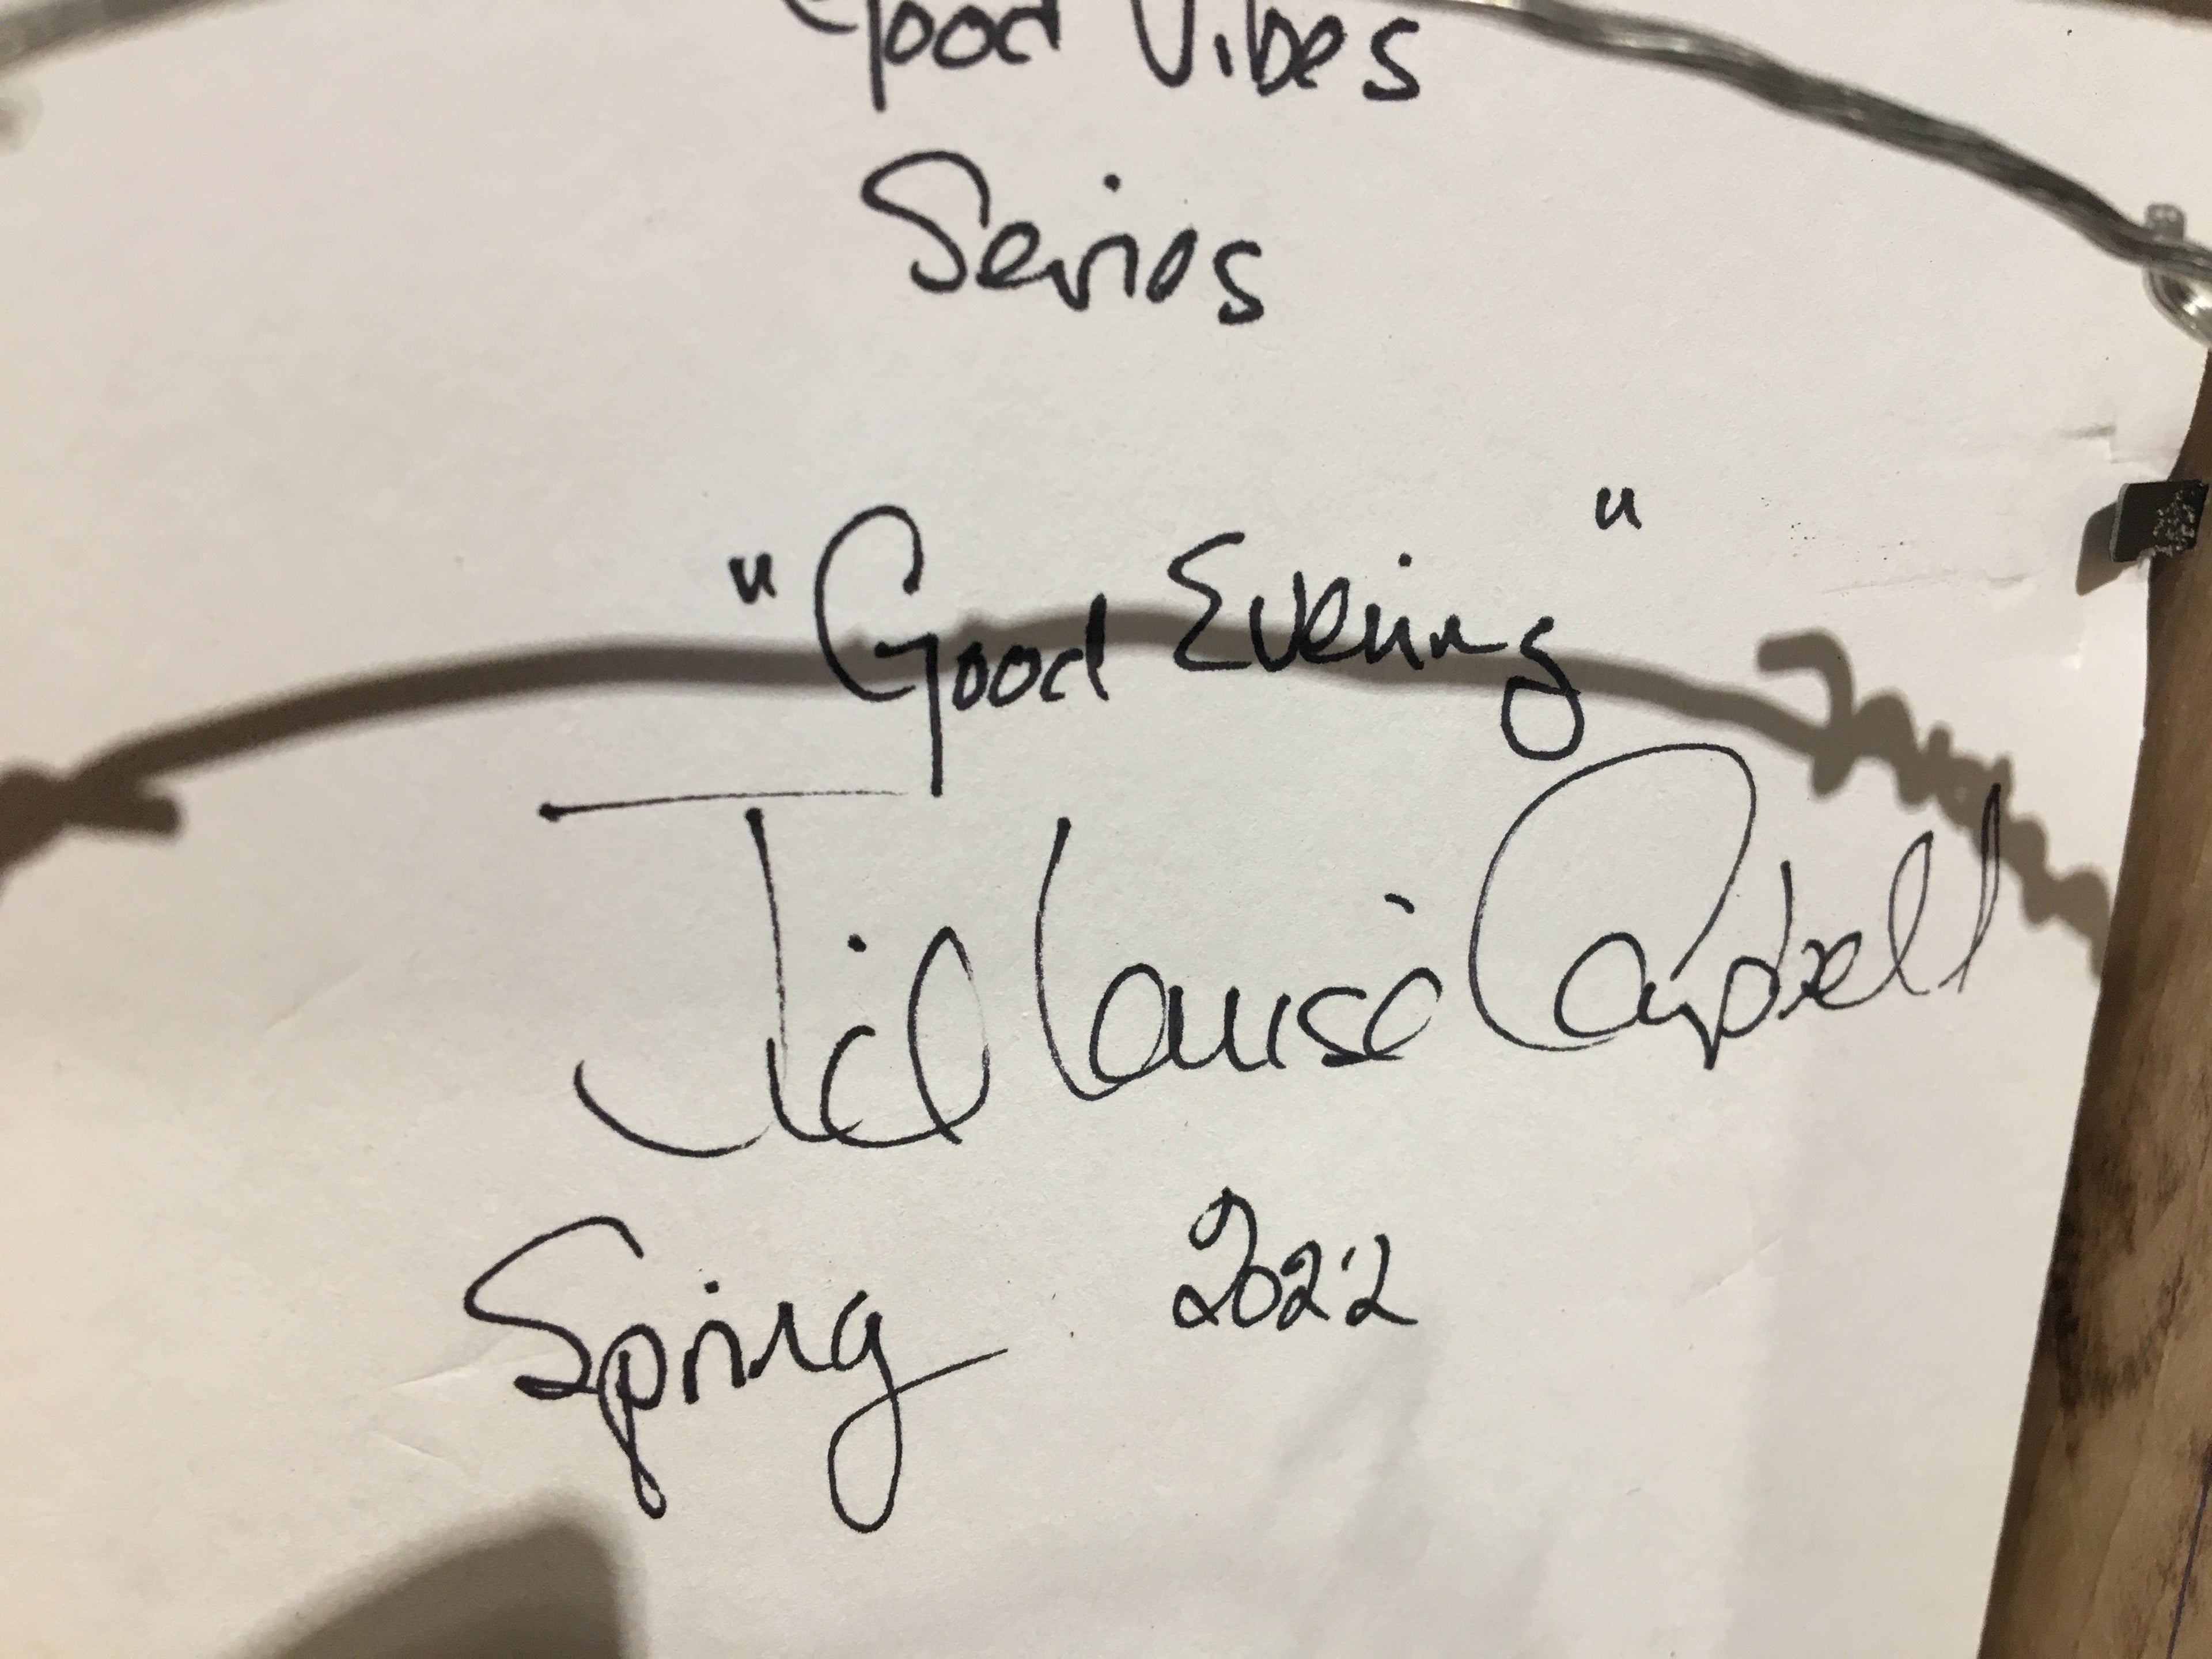 Good Vibes
Series
"Good Evening"
Jill Louise Campbell
Spring 2022